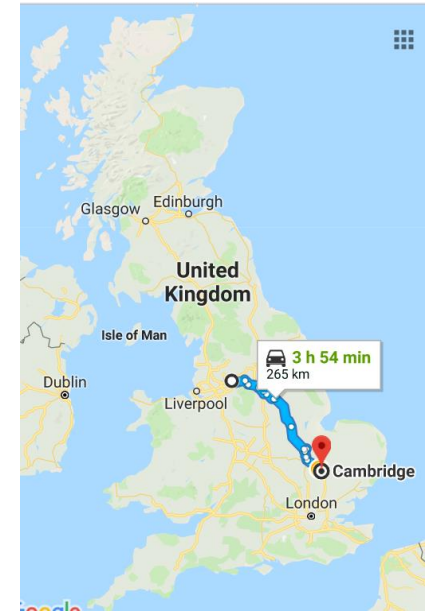 Glasgow
Edinburgh
United
Kingdom
Isle of Man
3 h 54 min
265 km
Dublin
Liverpool
Cambridge
London